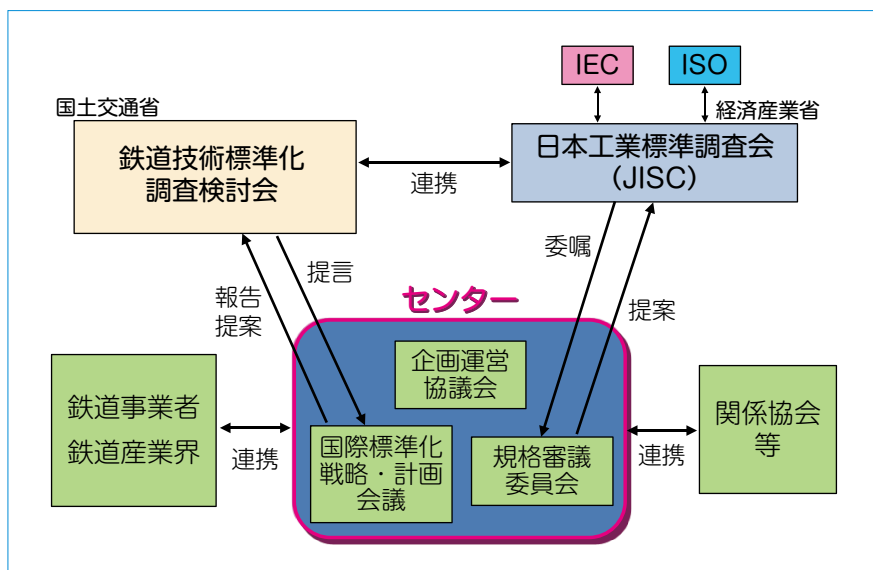 IEC
ISO
国土交通省
経済産業省
鉄道技術標準化
調査検討会
連携
日本工業標準調査会
(JISC)
提言
報告
提案
委嘱
提案
センター
企画運営
協議会
鉄道事業者
鉄道産業界
連携
国際標準化
戦略・計画
会議
規格審議
委員会
連携
関係協会
等